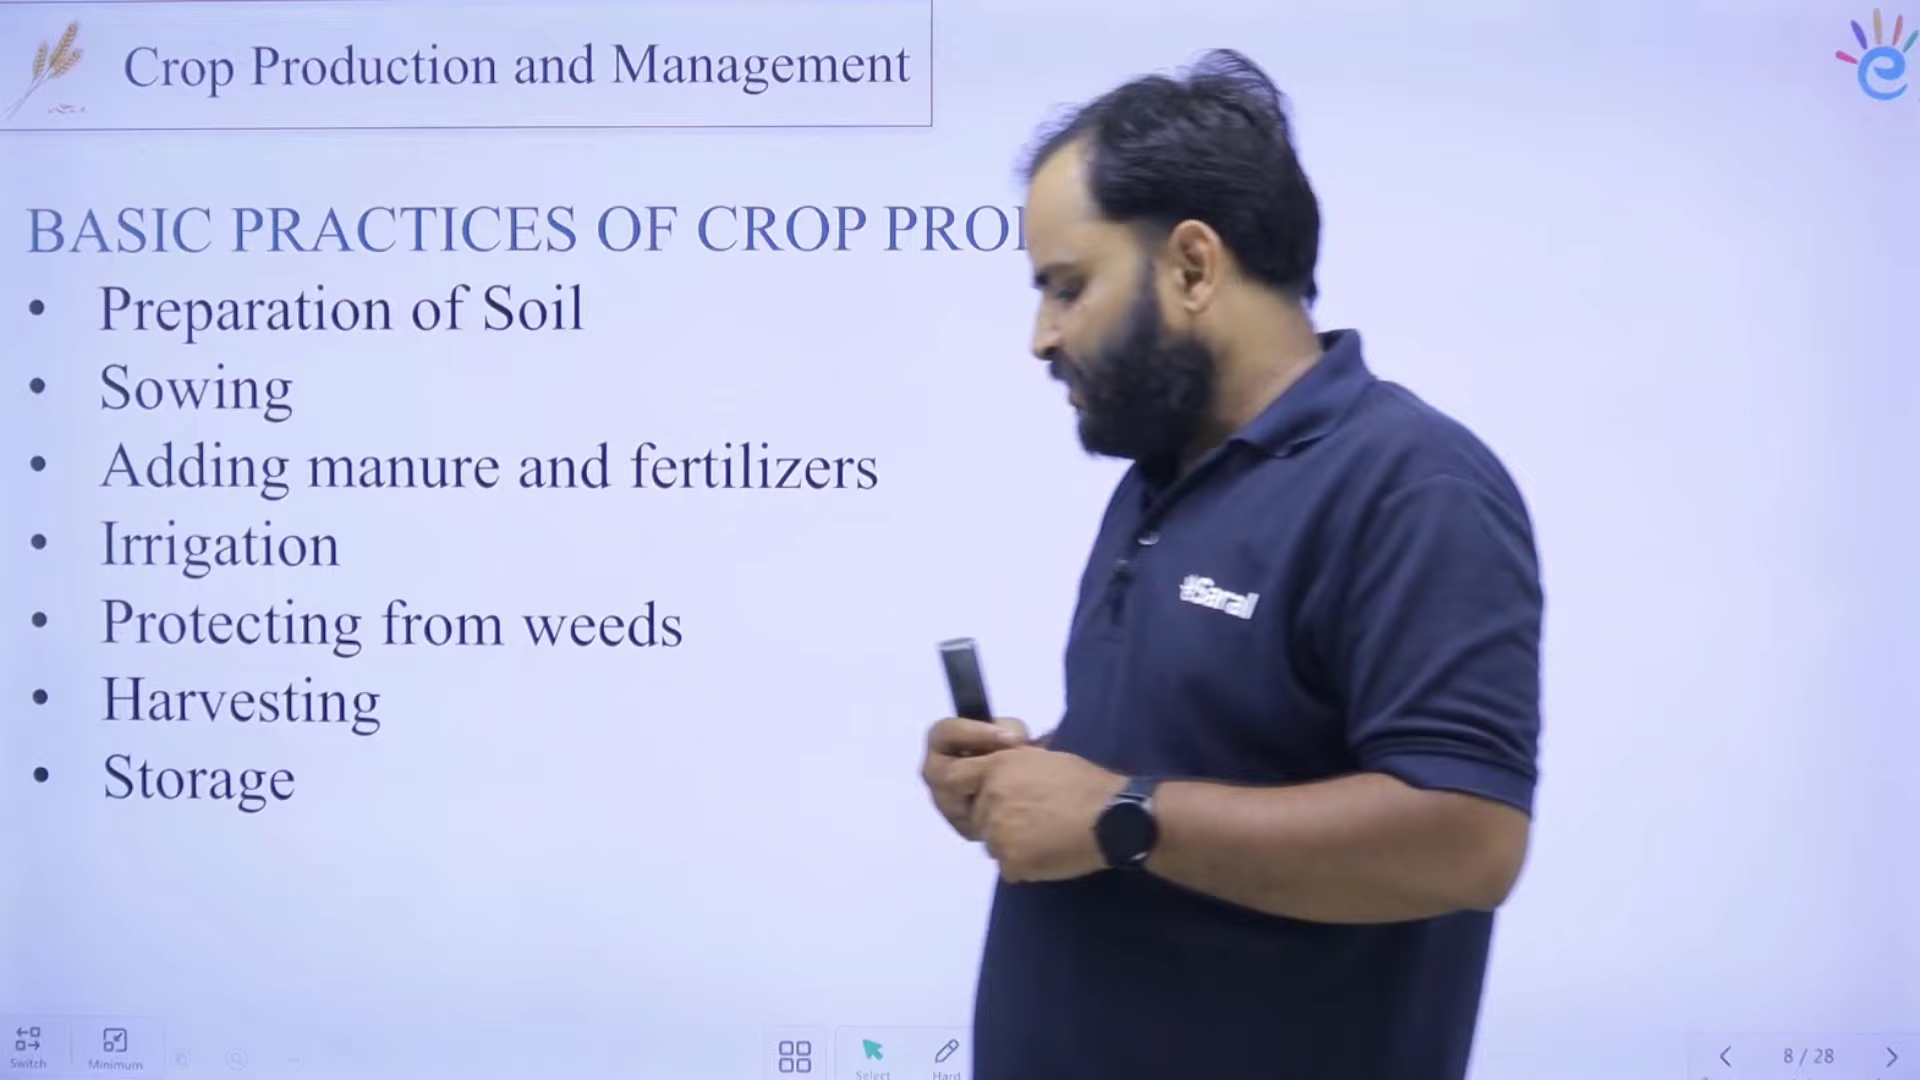 Crop Production and Management
BASIC PRACTICES OF CROP
• Preparation of Soil
• Sowing
• Adding manure and fertilizers
• Irrigation
• Protecting from weeds
• Harvesting
• Storage
eSaral
Switch
Minimum
Select
Hard
8 / 28